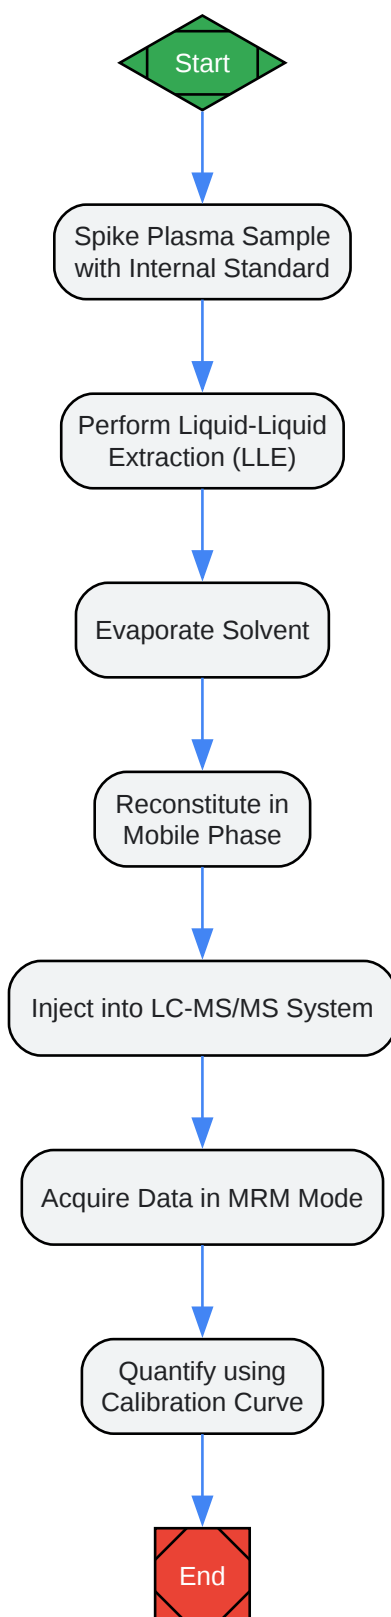 Start
Spike Plasma Sample
with Internal Standard
Perform Liquid-Liquid
Extraction (LLE)
Evaporate Solvent
Reconstitute in
Mobile Phase
Inject into LC-MS/MS System
Acquire Data in MRM Mode
Quantify using
Calibration Curve
End